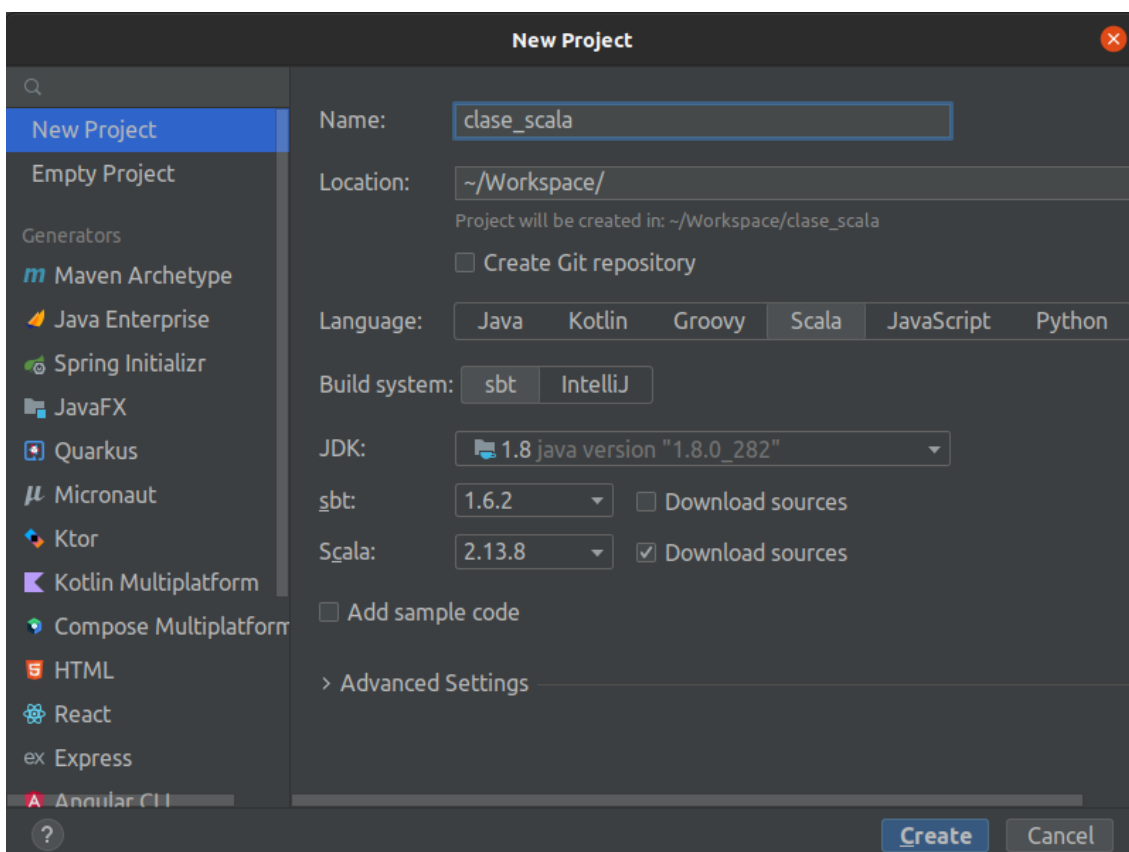 New Project
New Project
Empty Project
Generators
Maven Archetype
Java Enterprise
Spring Initializr
JavaFX
Quarkus
Micronaut
Ktor
Kotlin Multiplatform
Compose Multiplatform
HTML
React
ex Express
Angular CLI
Name: clase_scala
Location: ~/Workspace/
Project will be created in: ~/Workspace/clase_scala
Create Git repository
Language: Java Kotlin Groovy Scala JavaScript Python
Build system: sbt IntelliJ
JDK: 1.8 java version "1.8.0_282"
sbt: 1.6.2 Download sources
Scala: 2.13.8 Download sources
Add sample code
Advanced Settings
? Create Cancel